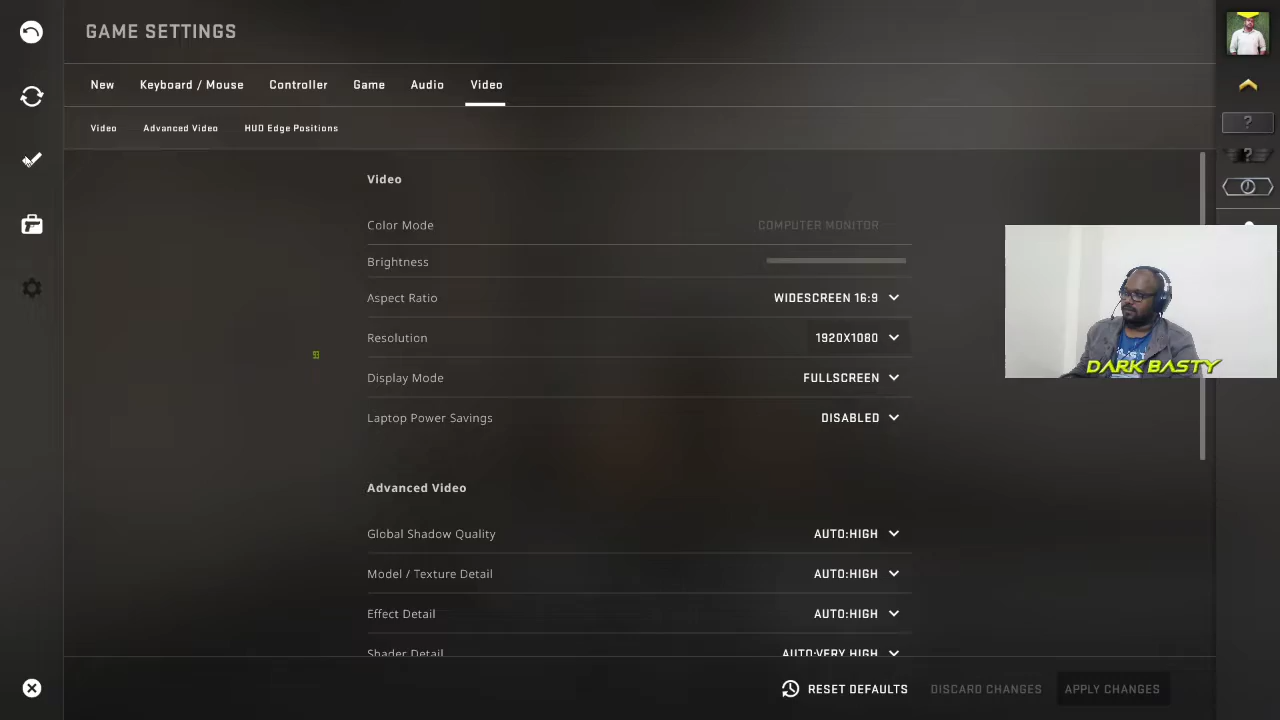 GAME SETTINGS
New Keyboard / Mouse Controller Game Audio Video
Video Advanced Video HUD Edge Positions
?
?
Video
Color Mode COMPUTER MONITOR
Brightness
Aspect Ratio WIDESCREEN 16:9
Resolution 1920X1080
Display Mode FULLSCREEN
Laptop Power Savings DISABLED
DARK BASTY
Advanced Video
Global Shadow Quality AUTO:HIGH
Model / Texture Detail AUTO:HIGH
Effect Detail AUTO:HIGH
Shader Detail AUTO:VERY HIGH
RESET DEFAULTS DISCARD CHANGES APPLY CHANGES